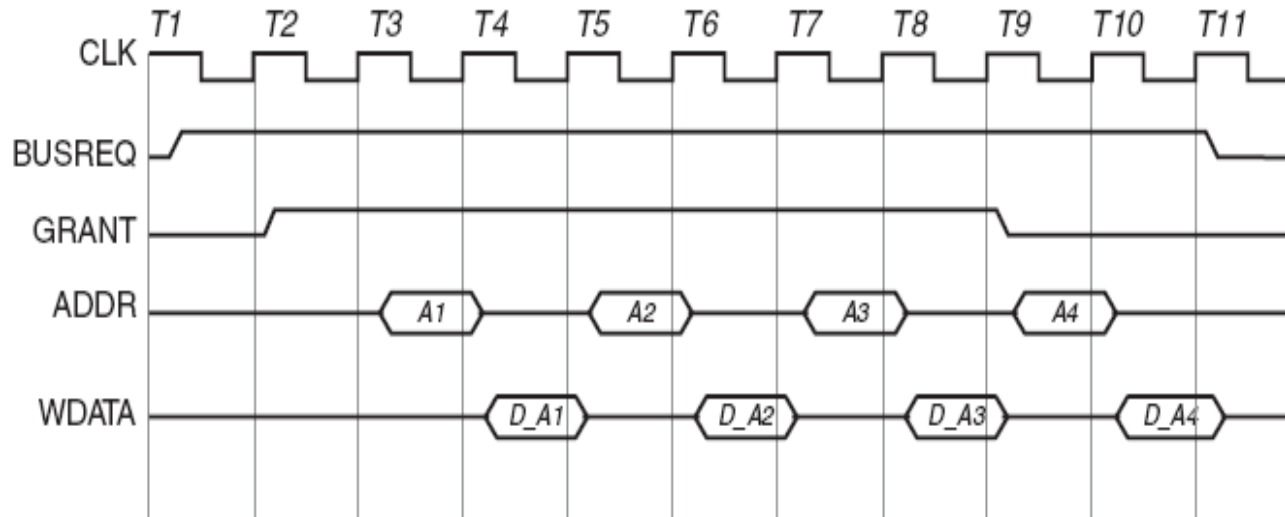 T1 T2 T3 T4 T5 T6 T7 T8 T9 T10 T11
CLK
BUSREQ
GRANT
ADDR A1 A2 A3 A4
WDATA D_A1 D_A2 D_A3 D_A4